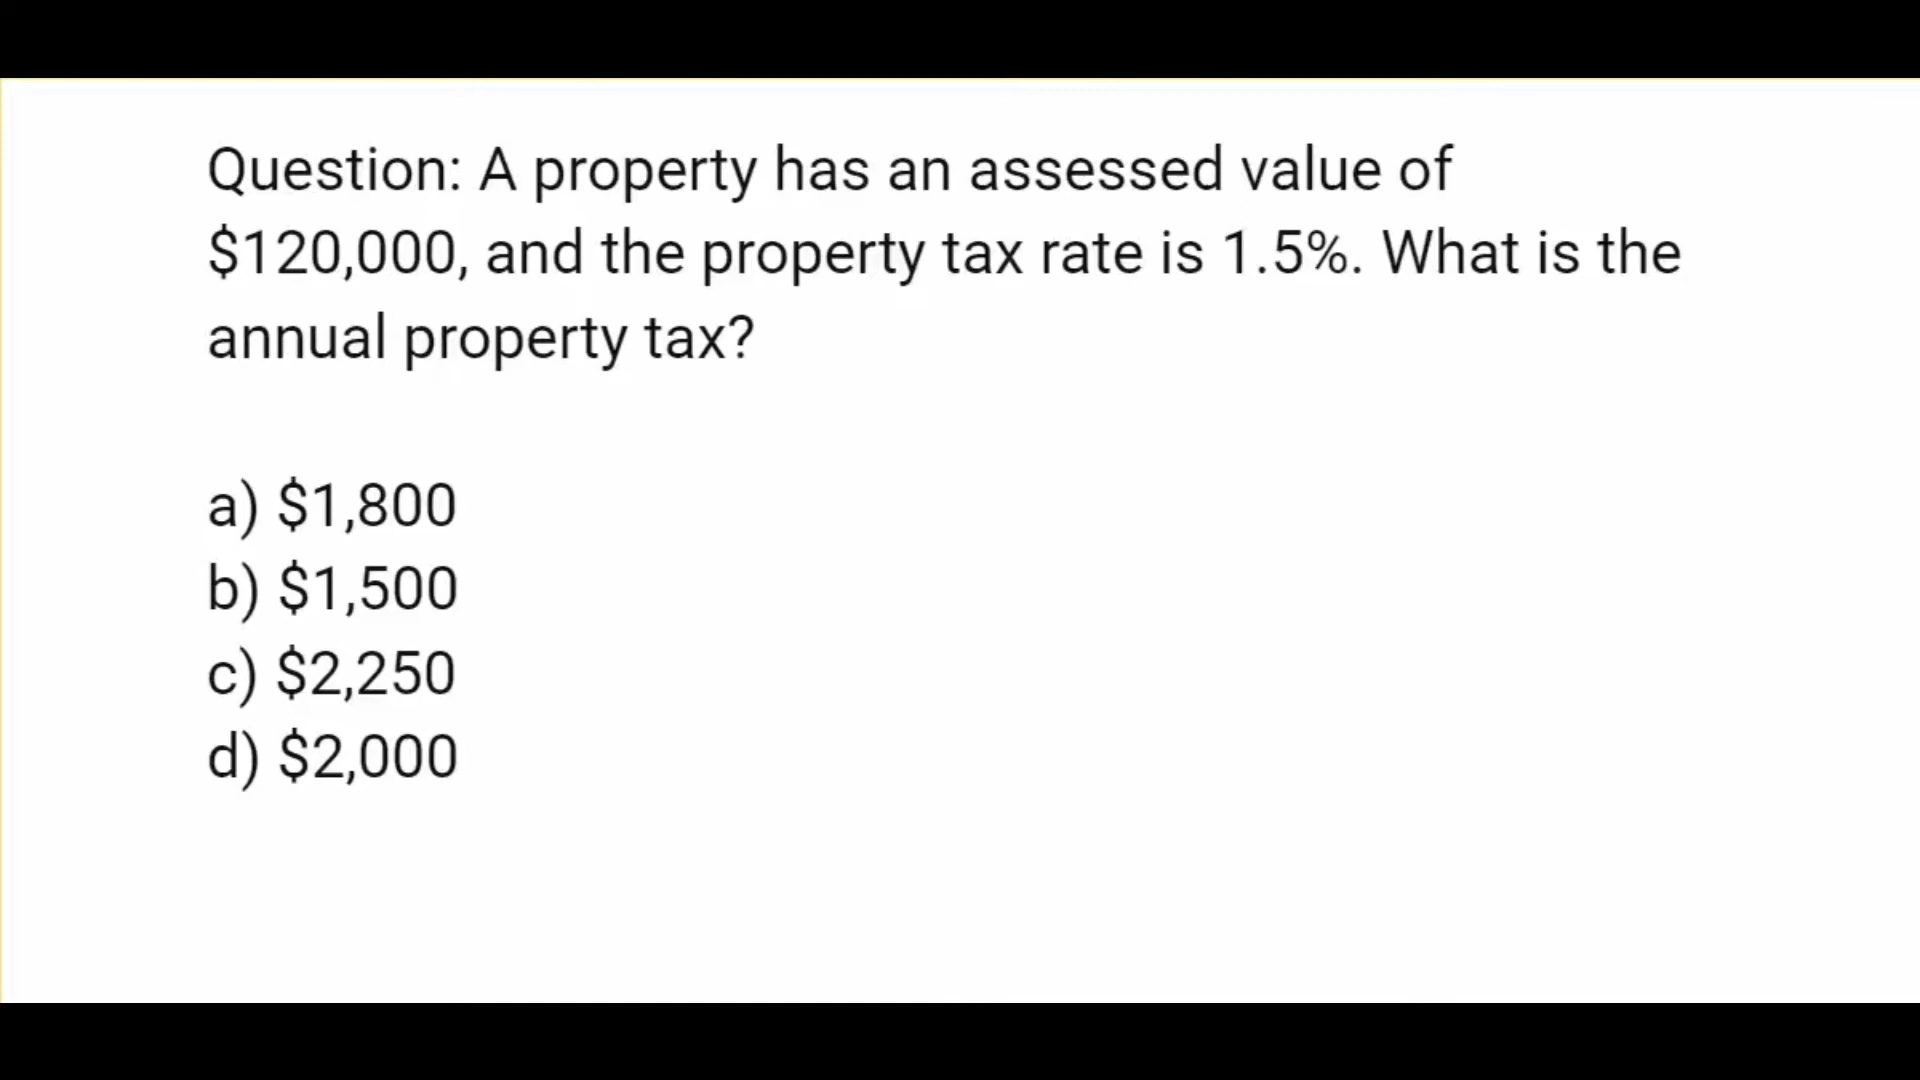 Question: A property has an assessed value of
$120,000, and the property tax rate is 1.5%. What is the
annual property tax?
a) $1,800
b) $1,500
c) $2,250
d) $2,000